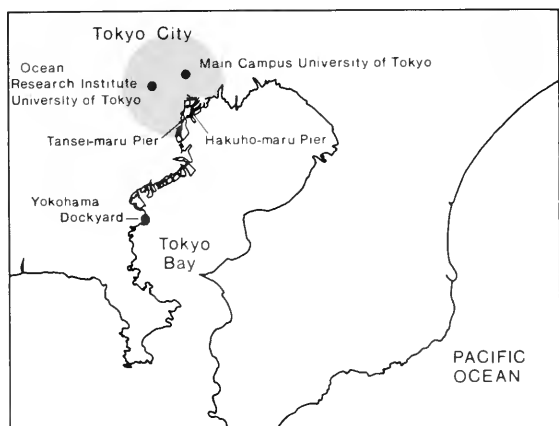 Tokyo City
Ocean
Research Institute
University of Tokyo
Main Campus University of Tokyo
Tansei-maru Pier
Hakuho-maru Pier
Yokohama
Dockyard
Tokyo
Bay
PACIFIC
OCEAN